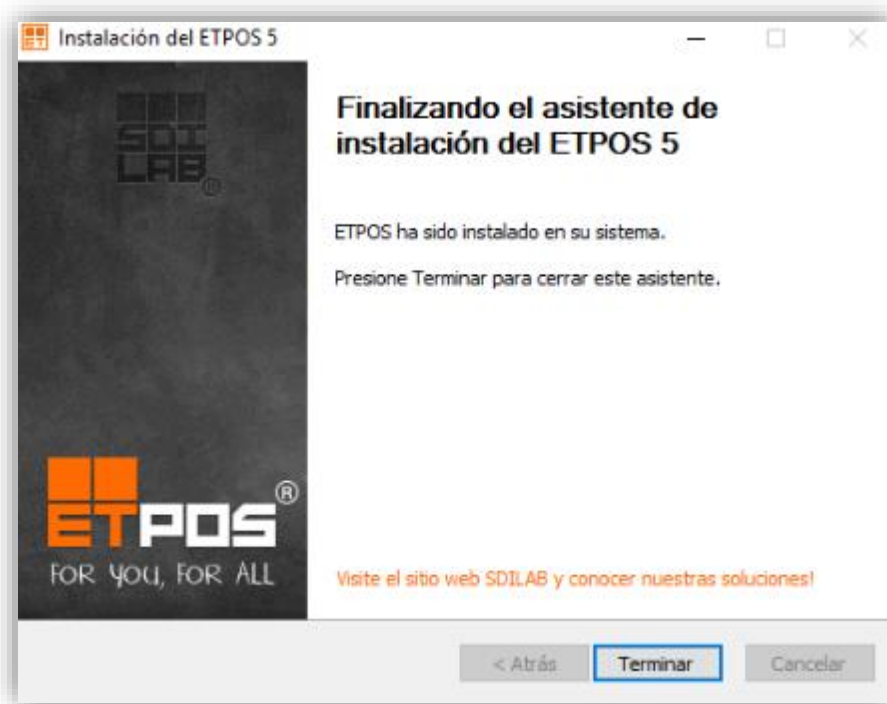 Instalación del ETPOS 5
SDI
LAB®
Finalizando el asistente de
instalación del ETPOS 5
ETPOS ha sido instalado en su sistema.
Presione Terminar para cerrar este asistente.
ETPOS®
FOR YOU, FOR ALL
Visite el sitio web SDILAB y conocer nuestras soluciones!
< Atrás
Terminar
Cancelar